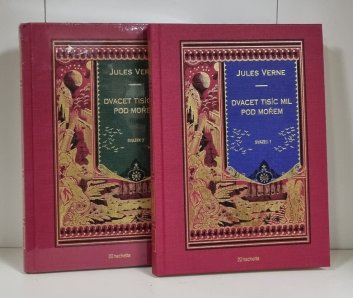 JULES VERNE
DVACET TISÍC
POD MOŘEM
SVAZEK 2
hachette
JULES VERNE
DVACET TISÍC MIL
POD MOŘEM
SVAZEK 1
hachette